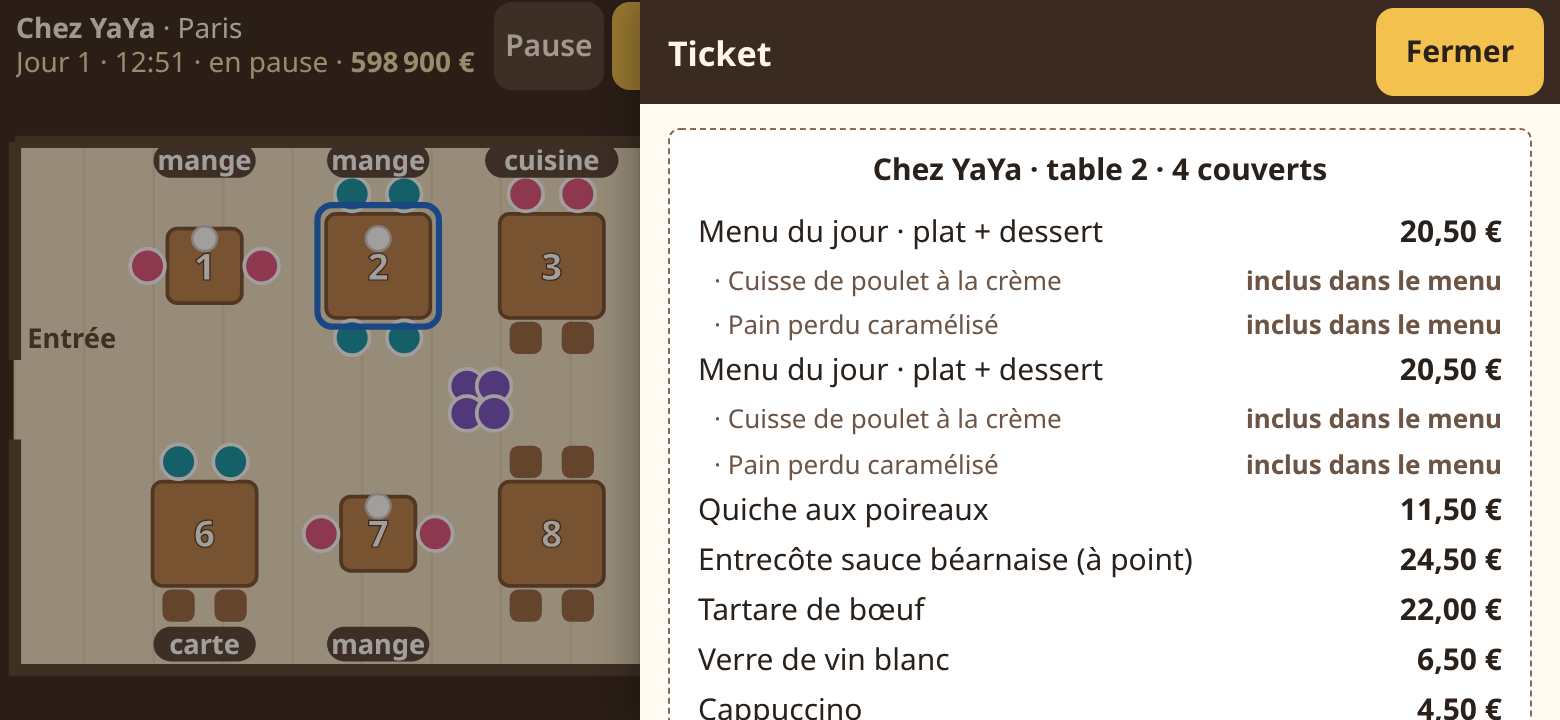 Chez YaYa · Paris
Jour 1 · 12:51 · en pause · 598 900 €
Pause
mange
mange
cuisine
1
2
3
Entrée
6
7
8
carte
mange
Ticket
Fermer
Chez YaYa · table 2 · 4 couverts
Menu du jour · plat + dessert 20,50 €
· Cuisse de poulet à la crème inclus dans le menu
· Pain perdu caramélisé inclus dans le menu
Menu du jour · plat + dessert 20,50 €
· Cuisse de poulet à la crème inclus dans le menu
· Pain perdu caramélisé inclus dans le menu
Quiche aux poireaux 11,50 €
Entrecôte sauce béarnaise (à point) 24,50 €
Tartare de bœuf 22,00 €
Verre de vin blanc 6,50 €
Cappuccino 4,50 €